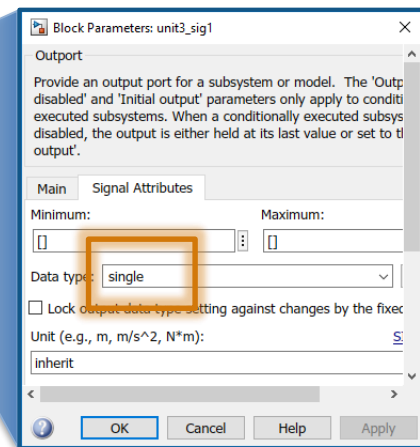 Block Parameters: unit3_sig1
Outport
Provide an output port for a subsystem or model. The 'Outp
disabled' and 'Initial output' parameters only apply to conditi
executed subsystems. When a conditionally executed subsys
disabled, the output is either held at its last value or set to t
output'.
Main Signal Attributes
Minimum: Maximum:
[] []
Data type: single
Lock output data type setting against changes by the fixed
Unit (e.g., m, m/s^2, N*m):
inherit
OK Cancel Help Apply